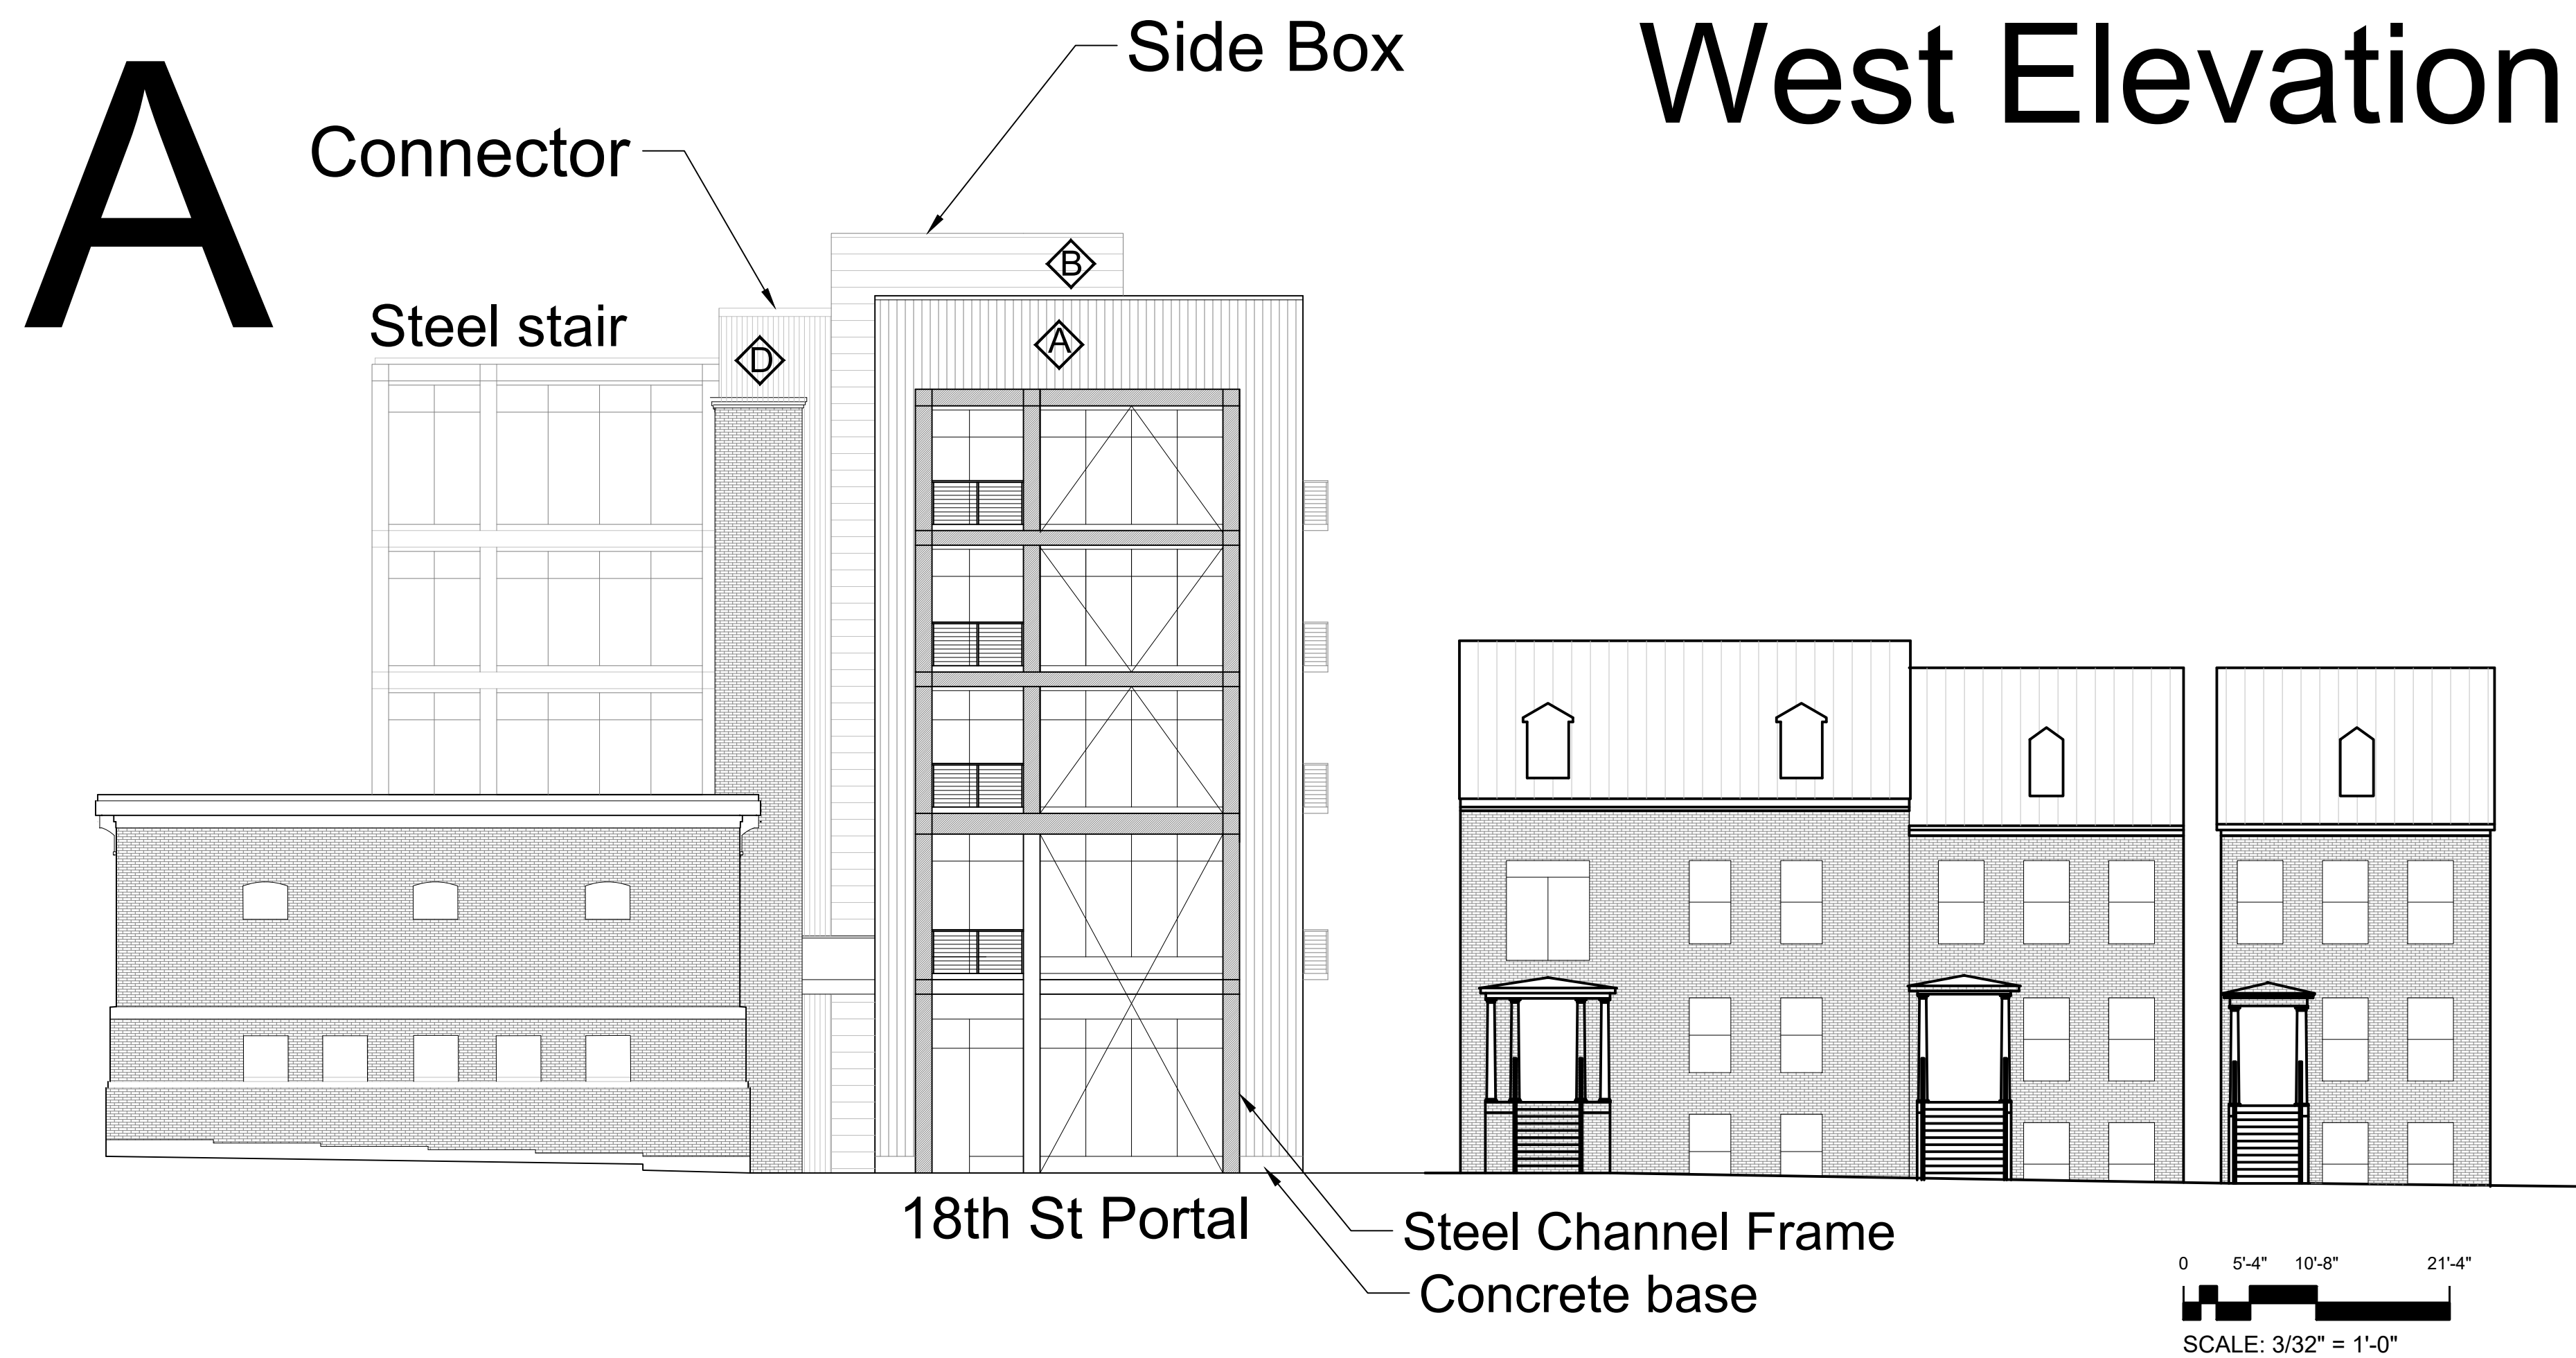 A
West Elevation
Side Box
Connector
Steel stair
B
A
D
18th St Portal
Steel Channel Frame
Concrete base
0 5'-4" 10'-8" 21'-4"
SCALE: 3/32" = 1'-0"